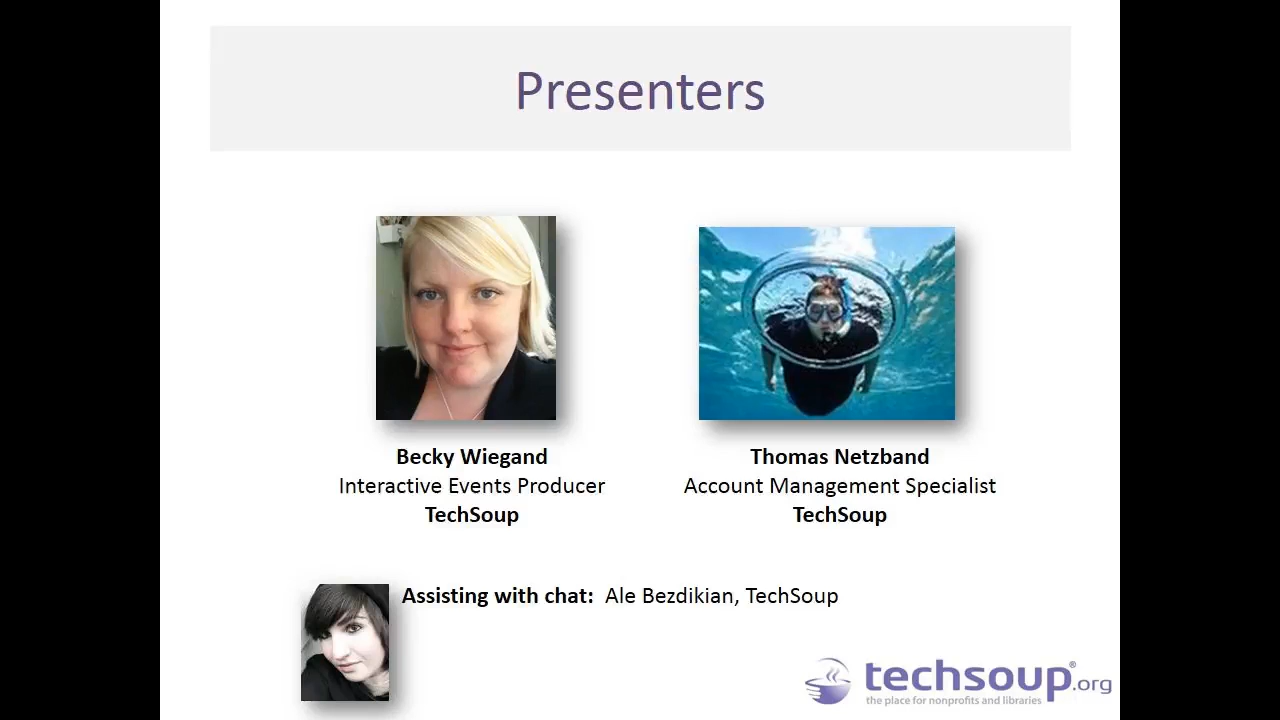 Presenters
Becky Wiegand
Interactive Events Producer
TechSoup
Thomas Netzband
Account Management Specialist
TechSoup
Assisting with chat: Ale Bezdikian, TechSoup
techsoup®.org
the place for nonprofits and libraries